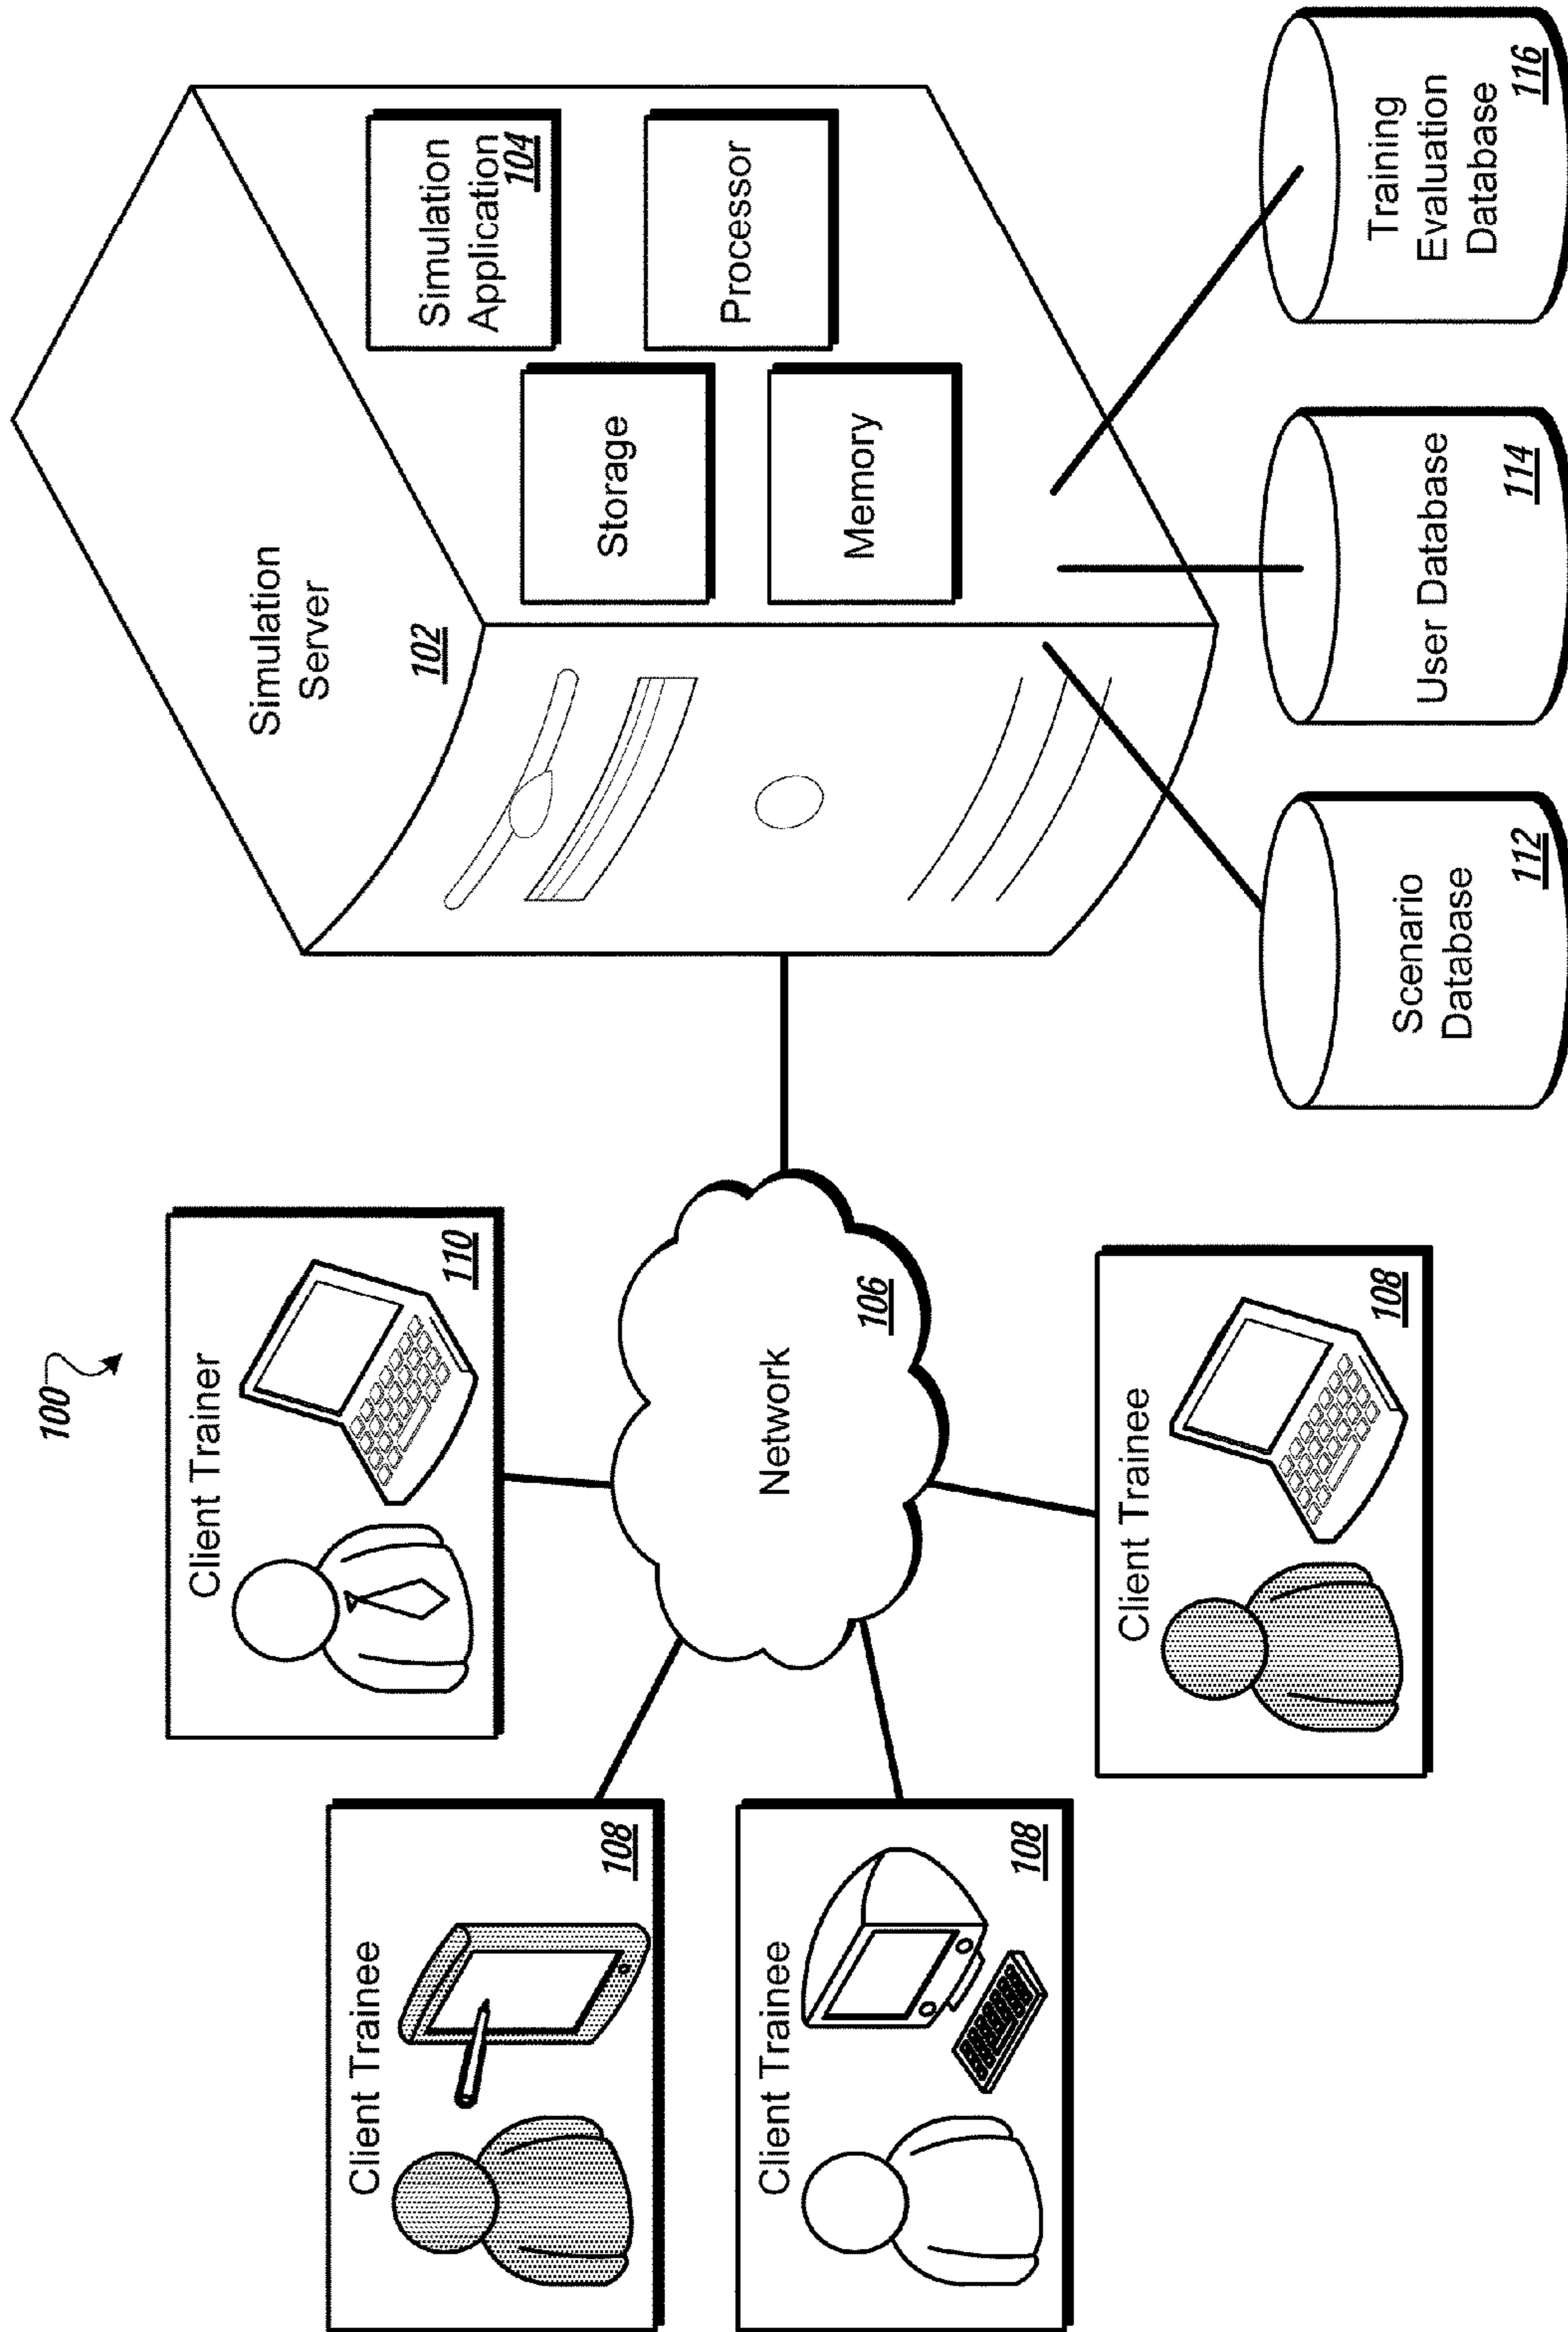 100
Client Trainee
108
Client Trainee
108
Client Trainer
110
Client Trainee
108
Network
106
Simulation
Server
102
Simulation
Application
104
Storage
Processor
Memory
Scenario
Database
112
User Database
114
Training
Evaluation
Database
116